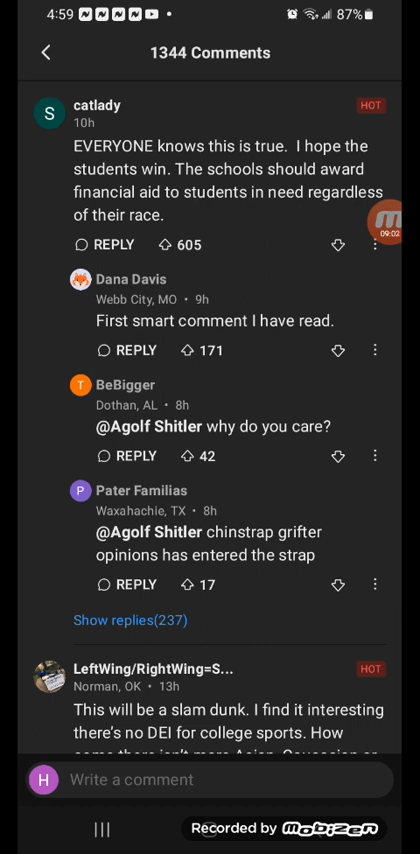 4:59
87%
1344 Comments
S
catlady
HOT
10h
EVERYONE knows this is true. I hope the
students win. The schools should award
financial aid to students in need regardless
of their race.
09:02
REPLY 605
Dana Davis
Webb City, MO • 9h
First smart comment I have read.
REPLY 171
T
BeBigger
Dothan, AL • 8h
@Agolf Shitler why do you care?
REPLY 42
P
Pater Familias
Waxahachie, TX • 8h
@Agolf Shitler chinstrap grifter
opinions has entered the strap
REPLY 17
Show replies(237)
LeftWing/RightWing=S...
HOT
Norman, OK • 13h
This will be a slam dunk. I find it interesting
there's no DEI for college sports. How
H
Write a comment
Recorded by mobizen